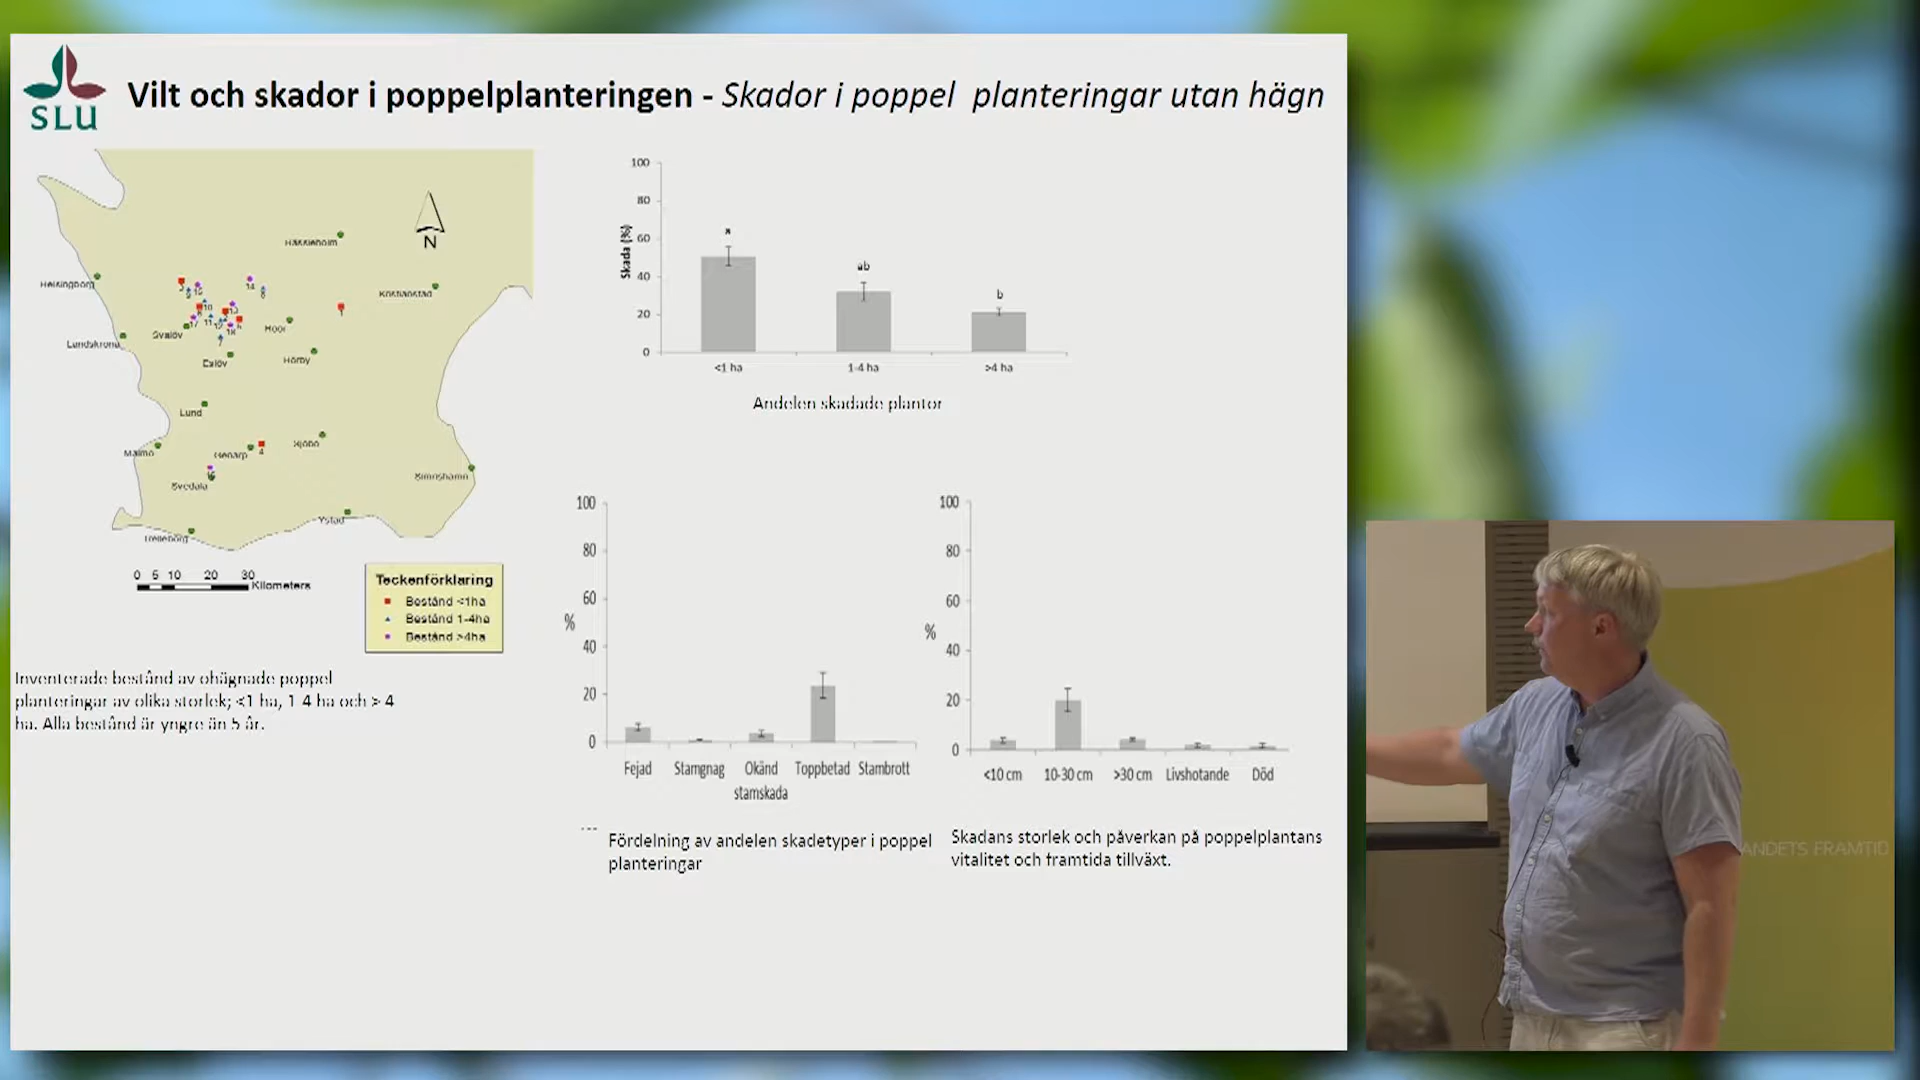 SLU
Vilt och skador i poppelplanteringen - Skador i poppel planteringar utan hägn
N
Hässleholm
Helsingborg
Kristianstad
Landskrona
Svalöv
Höör
Hörby
Eslöv
Lund
Malmö
Genarp
Sjöbo
Svedala
Simrishamn
Ystad
Trelleborg
0 5 10 20 30
Kilometers
Teckenförklaring
Bestånd <1ha
Bestånd 1-4ha
Bestånd >4ha
Inventerade bestånd av ohägnade poppel
planteringar av olika storlek; <1 ha, 1-4 ha och > 4
ha. Alla bestånd är yngre än 5 år.
Skada (%)
100
80
60
40
20
0
a
ab
b
<1 ha 1-4 ha >4 ha
Andelen skadade plantor
%
100
80
60
40
20
0
Fejad Stamgnag Okänd Toppbetad Stambrott
stamskada
Fördelning av andelen skadetyper i poppel
planteringar
%
100
80
60
40
20
0
<10 cm 10-30 cm >30 cm Livshotande Död
Skadans storlek och påverkan på poppelplantans
vitalitet och framtida tillväxt.
ANDETS FRAMTID